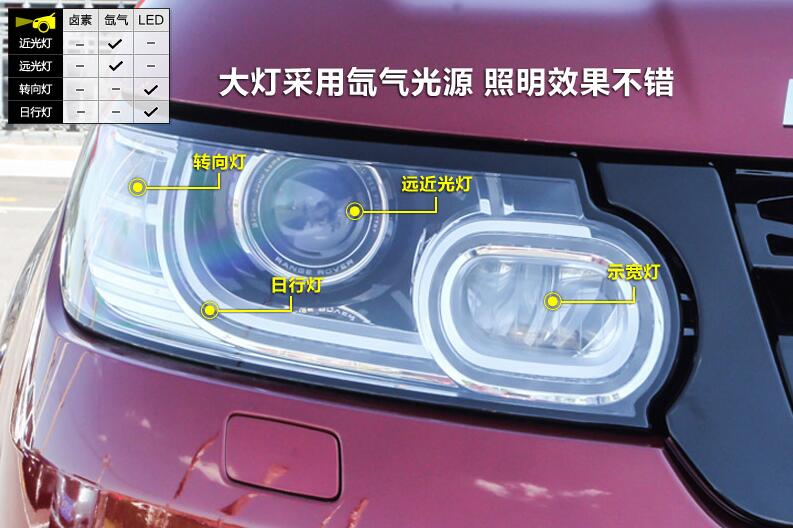 卤素 氙气 LED
近光灯 – ✓ –
远光灯 – ✓ –
转向灯 – – ✓
日行灯 – – ✓
大灯采用氙气光源 照明效果不错
转向灯
远近光灯
RANGE ROVER
示宽灯
日行灯